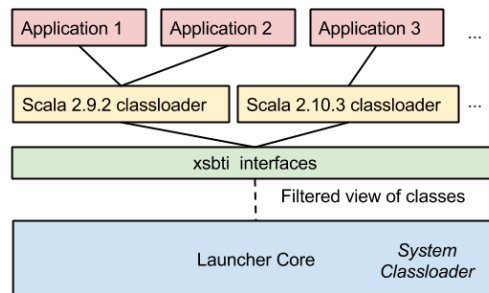 Application 1 Application 2 Application 3 ...
Scala 2.9.2 classloader Scala 2.10.3 classloader ...
xsbti interfaces
Filtered view of classes
System
Launcher Core
Classloader